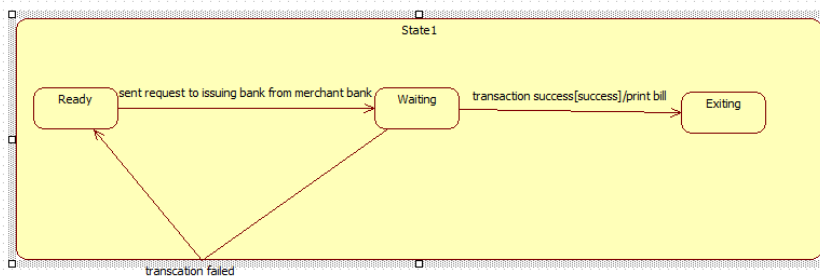 State1
Ready
sent request to issuing bank from merchant bank
Waiting
transaction success[success]/print bill
Exiting
transcation failed